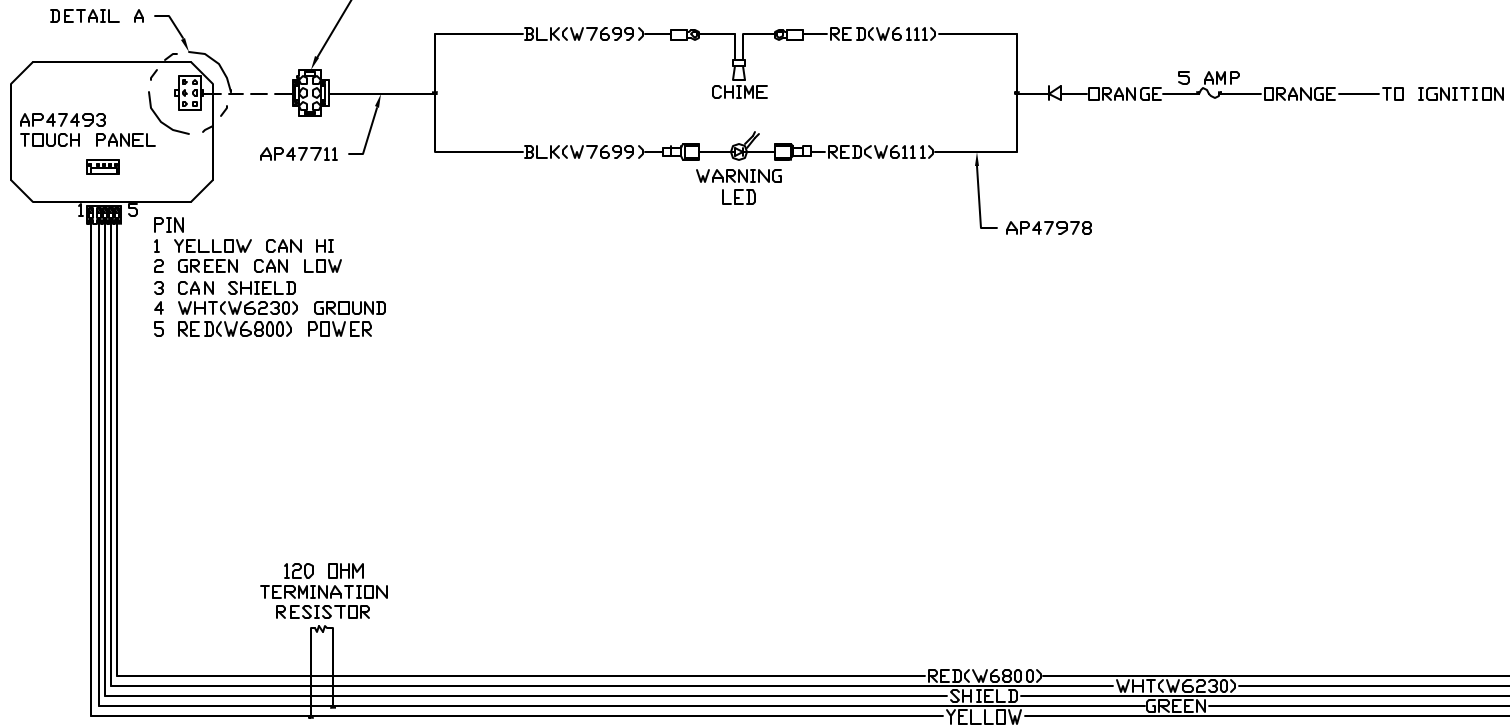 DETAIL A
BLK(W7699)
RED(W6111)
CHIME
5 AMP
ORANGE
ORANGE
TO IGNITION
AP47493
TOUCH PANEL
AP47711
BLK(W7699)
RED(W6111)
WARNING
LED
AP47978
1
5
PIN
1 YELLOW CAN HI
2 GREEN CAN LOW
3 CAN SHIELD
4 WHT(W6230) GROUND
5 RED(W6800) POWER
120 OHM
TERMINATION
RESISTOR
RED(W6800)
WHT(W6230)
SHIELD
GREEN
YELLOW